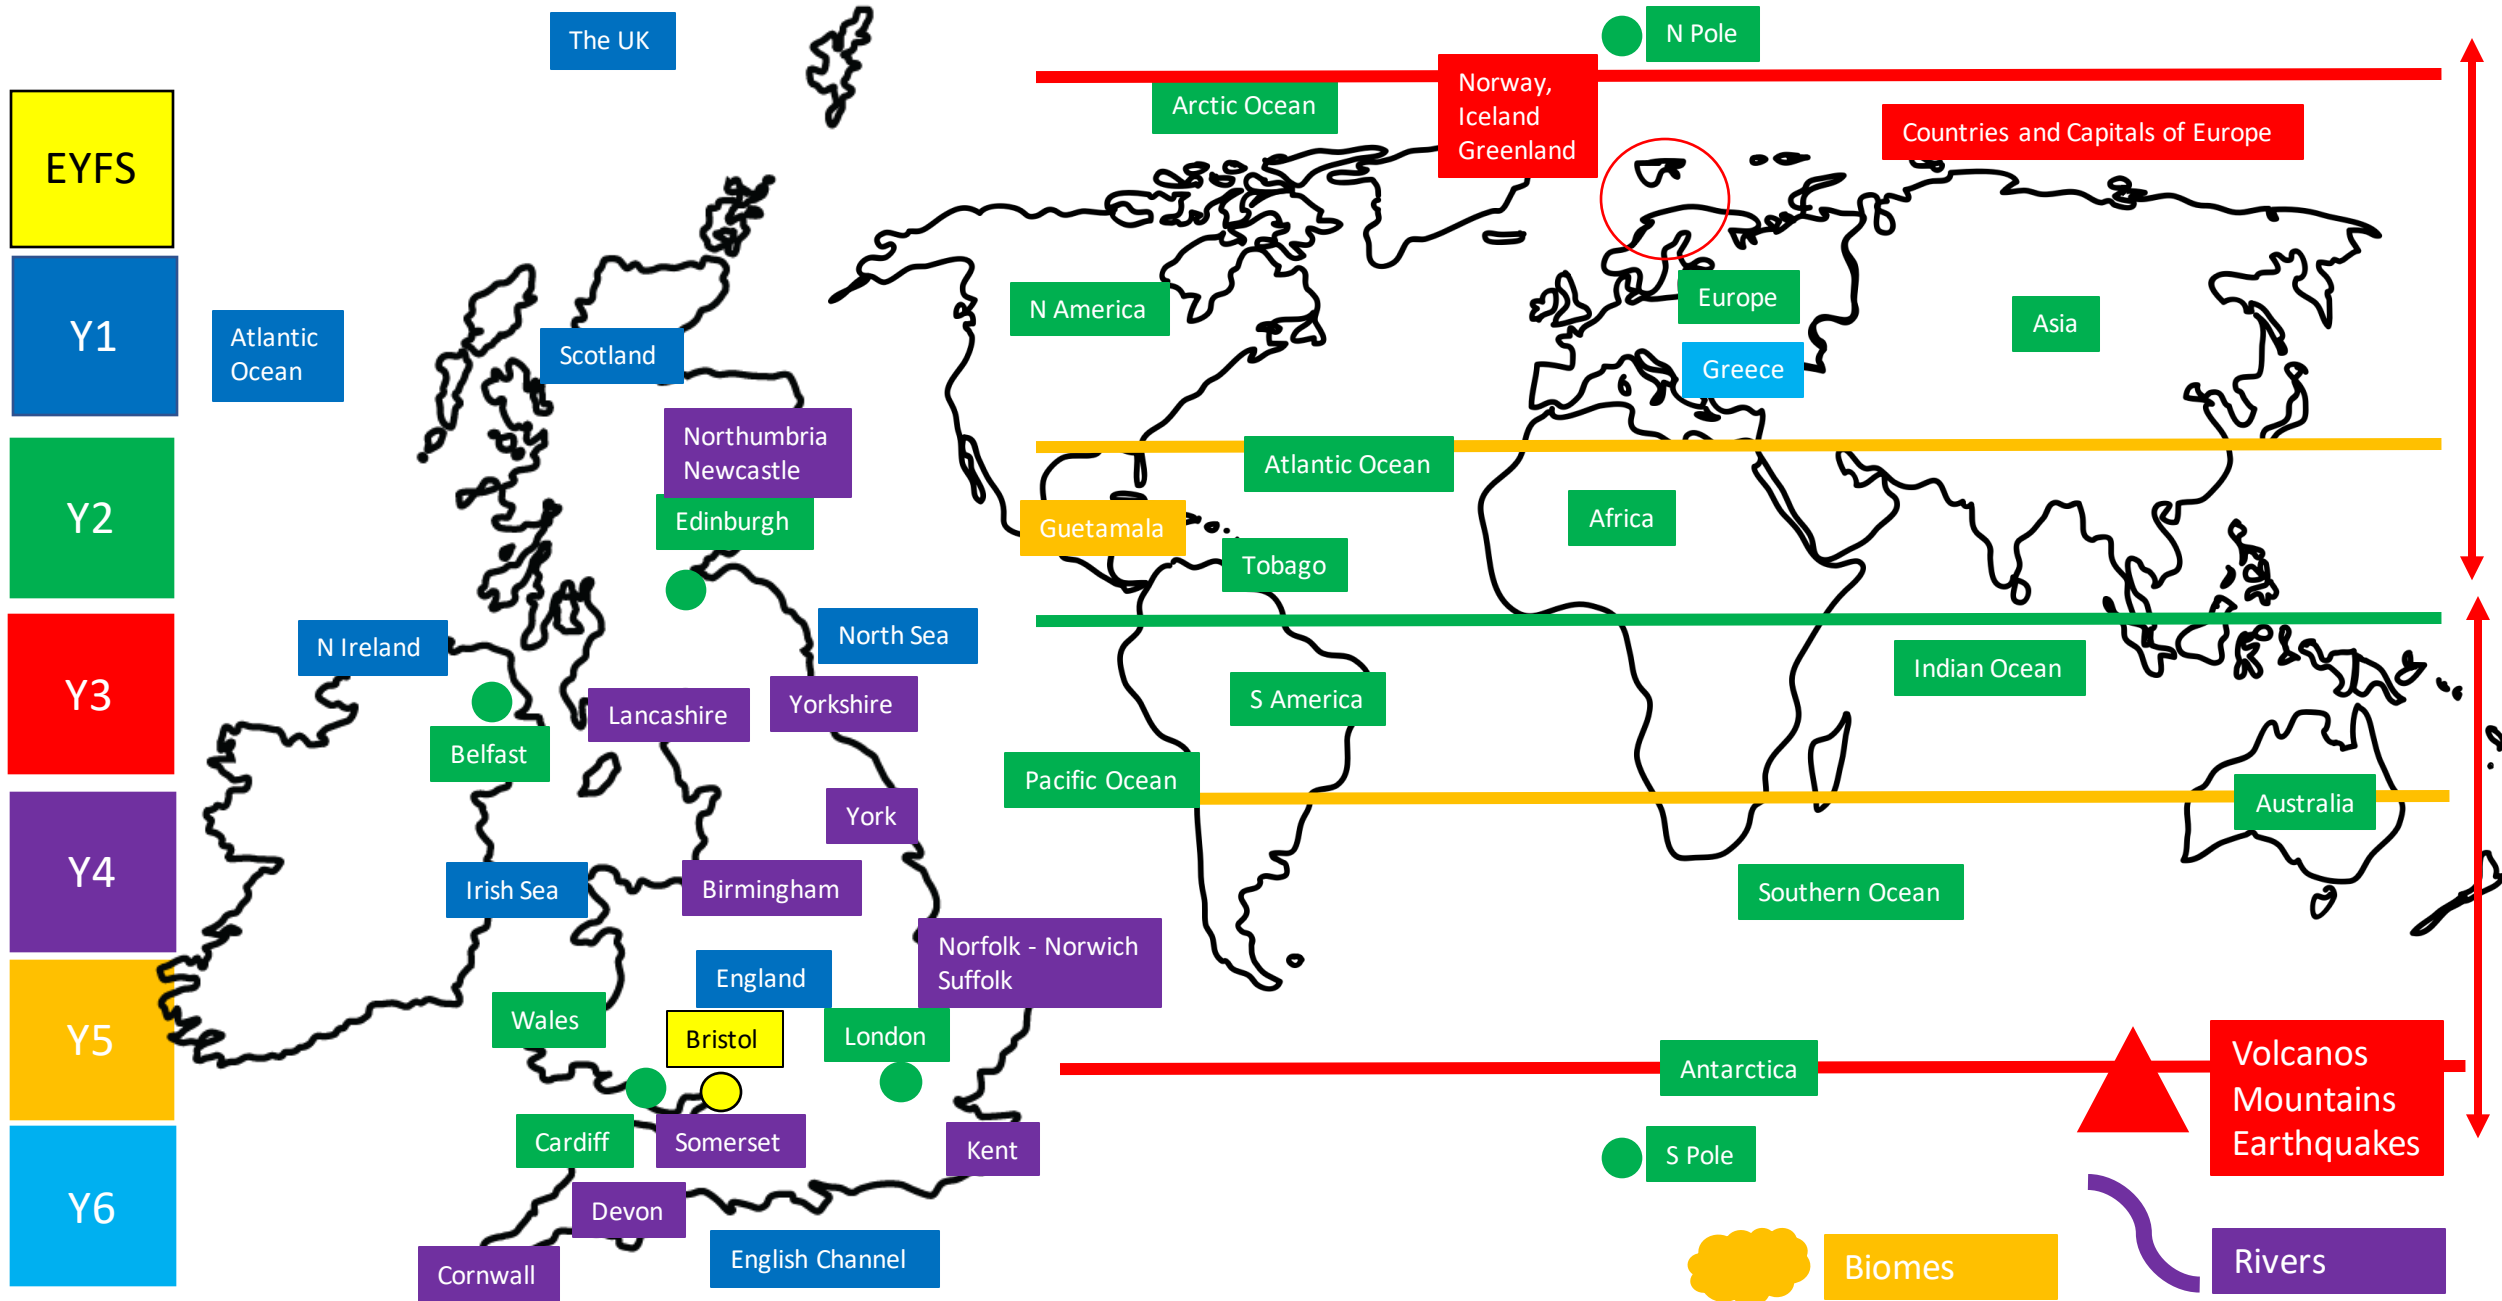 EYFS
Y1
Y2
Y3
Y4
Y5
Y6
The UK
Atlantic
Ocean
Scotland
Northumbria
Newcastle
Edinburgh
North Sea
N Ireland
Belfast
Lancashire
Yorkshire
York
Irish Sea
Birmingham
Norfolk - Norwich
Suffolk
England
Wales
Bristol
London
Cardiff
Somerset
Kent
Devon
Cornwall
English Channel
N Pole
Norway,
Iceland
Greenland
Arctic Ocean
Countries and Capitals of Europe
N America
Europe
Asia
Greece
Atlantic Ocean
Guetamala
Africa
Tobago
Indian Ocean
S America
Pacific Ocean
Australia
Southern Ocean
Antarctica
Volcanos
Mountains
Earthquakes
S Pole
Biomes
Rivers